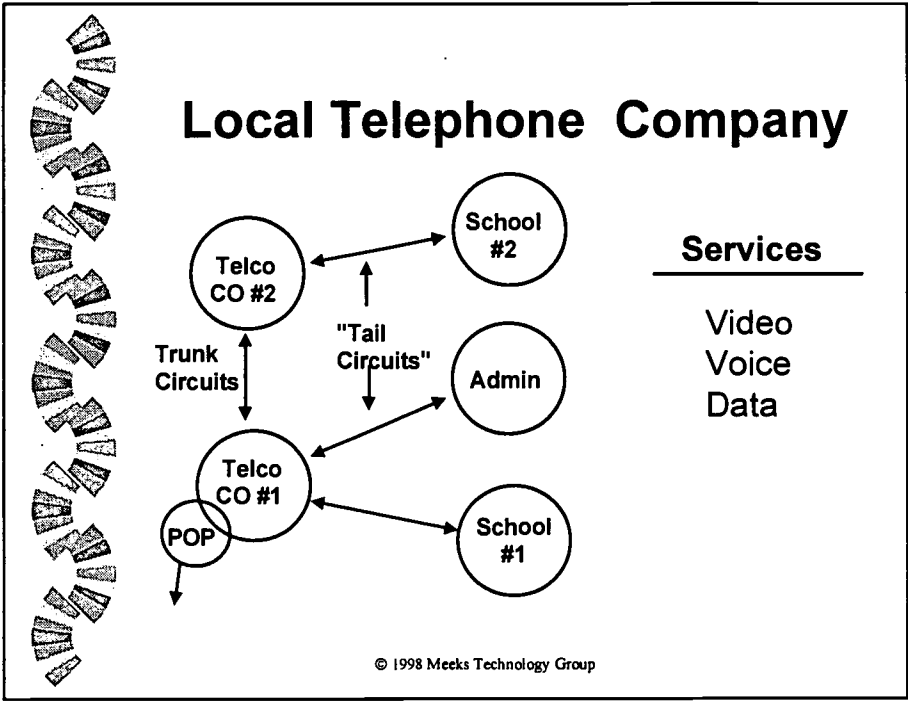 Local Telephone Company
School
#2
Telco
CO #2
Services
Video
Voice
Data
"Tail
Circuits"
Trunk
Circuits
Admin
Telco
CO #1
POP
School
#1
© 1998 Meeks Technology Group